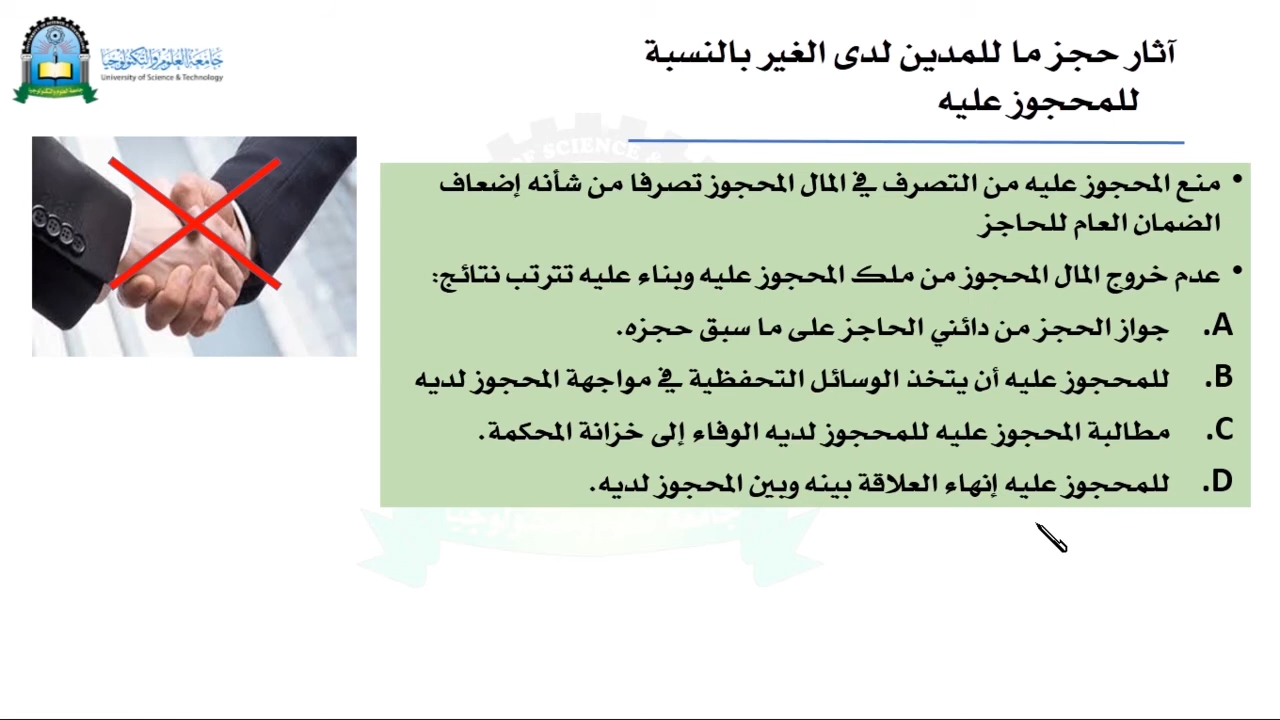 جامعة العلوم والتكنولوجيا
University of Science & Technology
آثار حجز ما للمدين لدى الغير بالنسبة
للمحجوز عليه
• منع المحجوز عليه من التصرف في المال المحجوز تصرفا من شأنه إضعاف
الضمان العام للحاجز
• عدم خروج المال المحجوز من ملك المحجوز عليه وبناء عليه تترتب نتائج:
A. جواز الحجز من دائني الحاجز على ما سبق حجزه.
B. للمحجوز عليه أن يتخذ الوسائل التحفظية في مواجهة المحجوز لديه
C. مطالبة المحجوز عليه للمحجوز لديه الوفاء إلى خزانة المحكمة.
D. للمحجوز عليه إنهاء العلاقة بينه وبين المحجوز لديه.